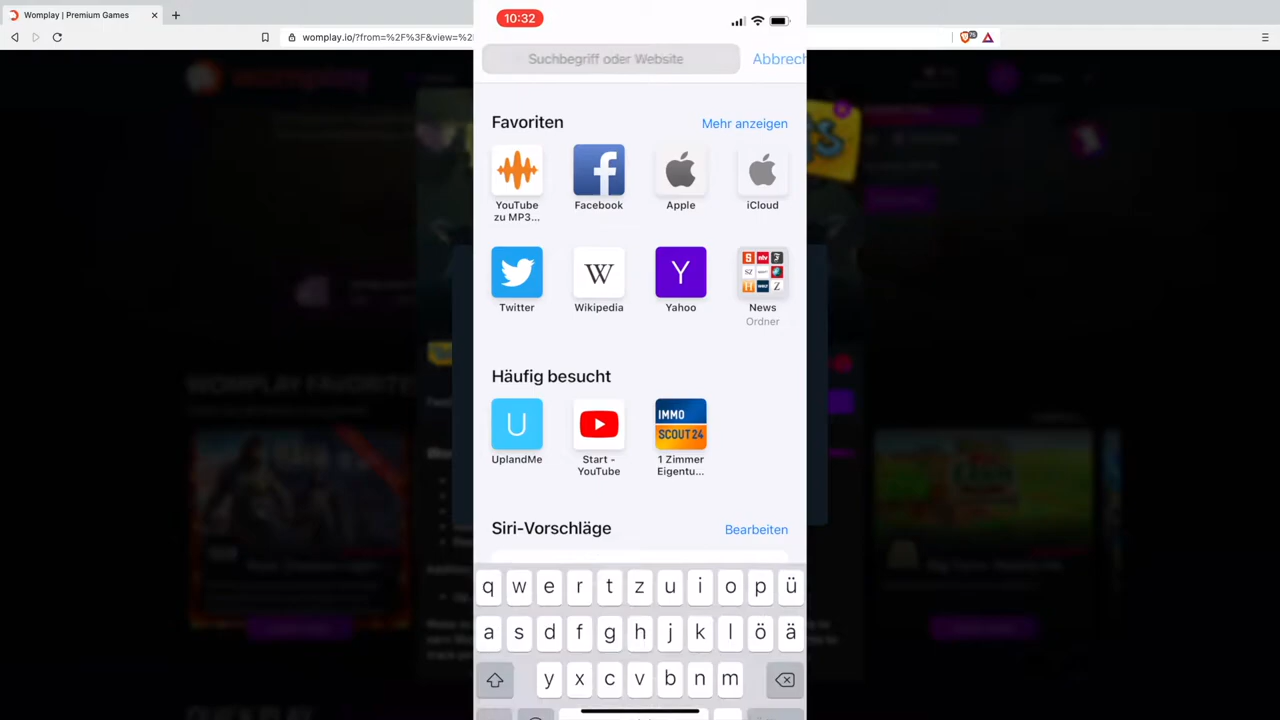 Womplay | Premium Games
womplay.io/?from=%2F%3F&view=%2
75
10:32
Suchbegriff oder Website
Abbrech
Favoriten
Mehr anzeigen
YouTube zu MP3...
Facebook
Apple
iCloud
Twitter
W
Wikipedia
Y
Yahoo
News
Ordner
Häufig besucht
U
UplandMe
Start - YouTube
IMMO
SCOUT24
1 Zimmer Eigentu...
Siri-Vorschläge
Bearbeiten
q w e r t z u i o p ü
a s d f g h j k l ö ä
y x c v b n m